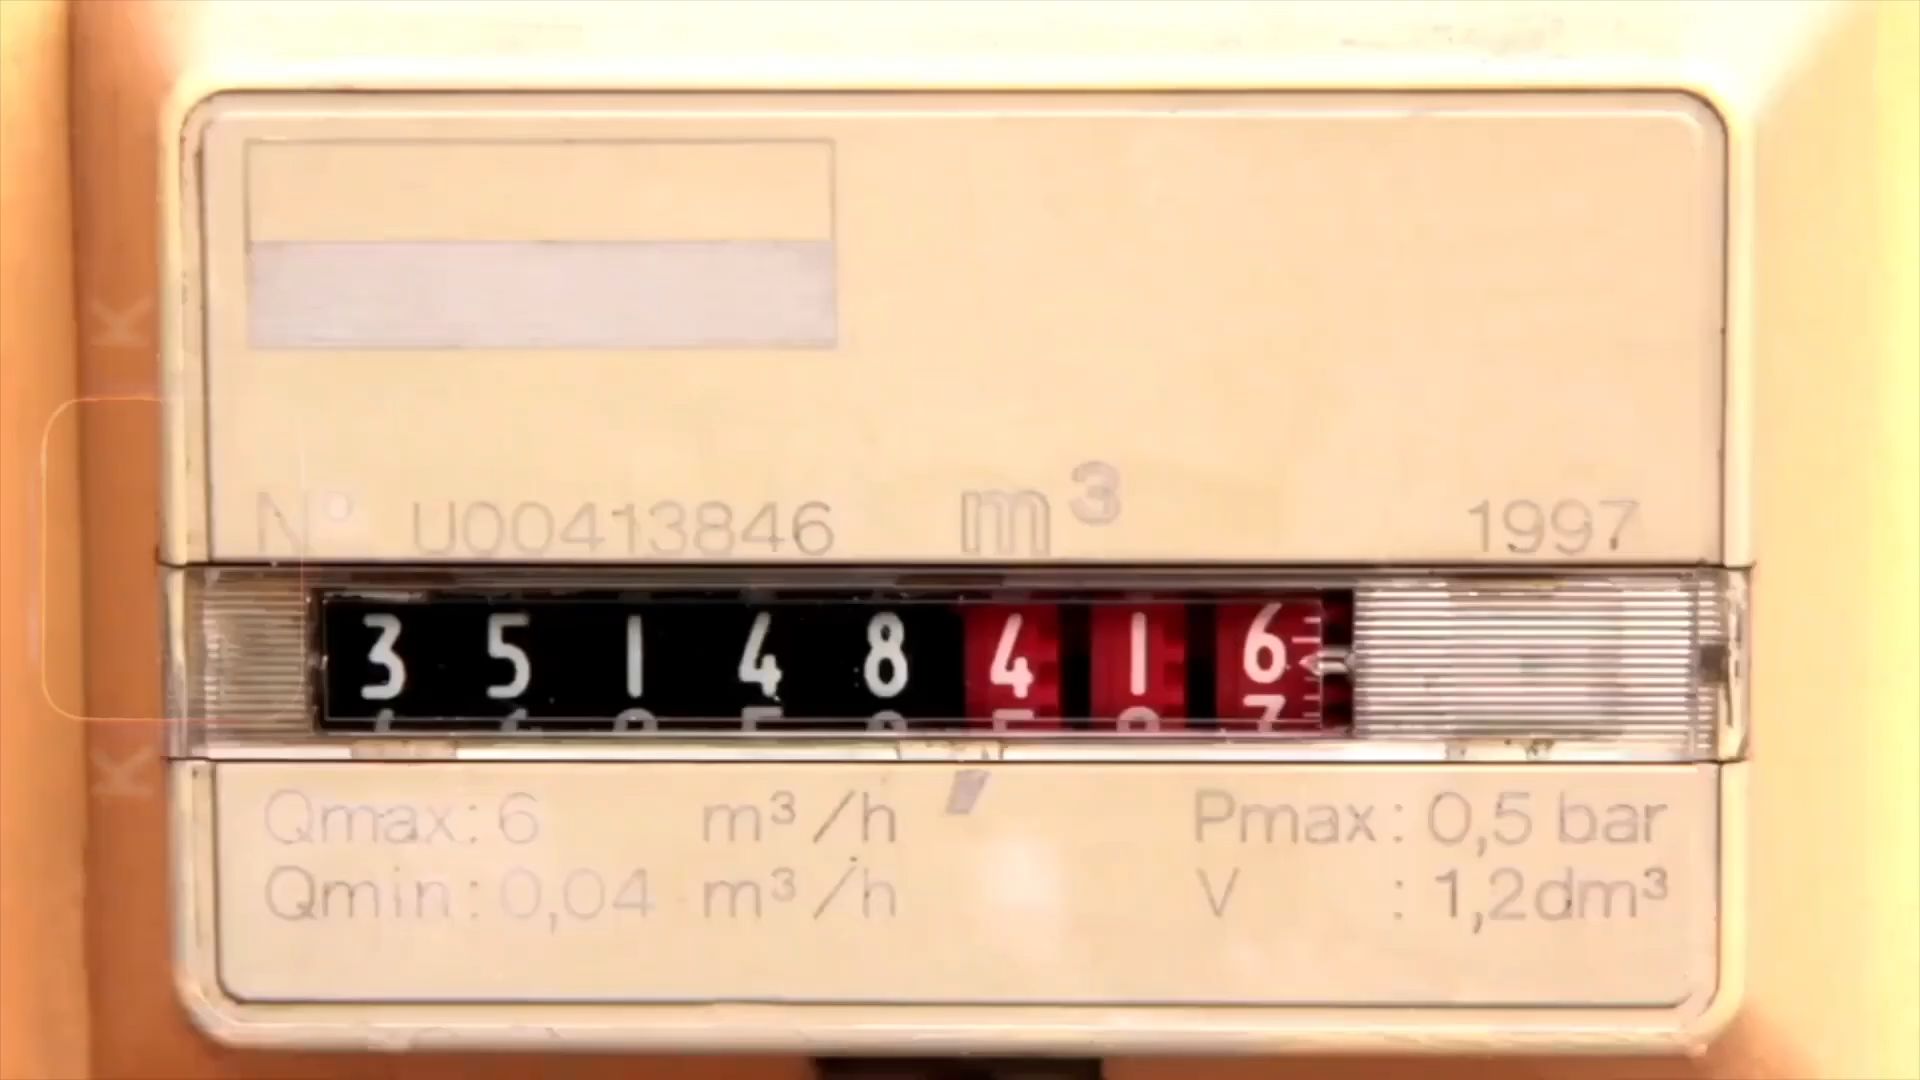 Nº U00413846 m³ 1997
3 5 1 4 8 4 1 6
Qmax: 6 m³/h Pmax: 0,5 bar
Qmin: 0,04 m³/h V : 1,2dm³
K
K